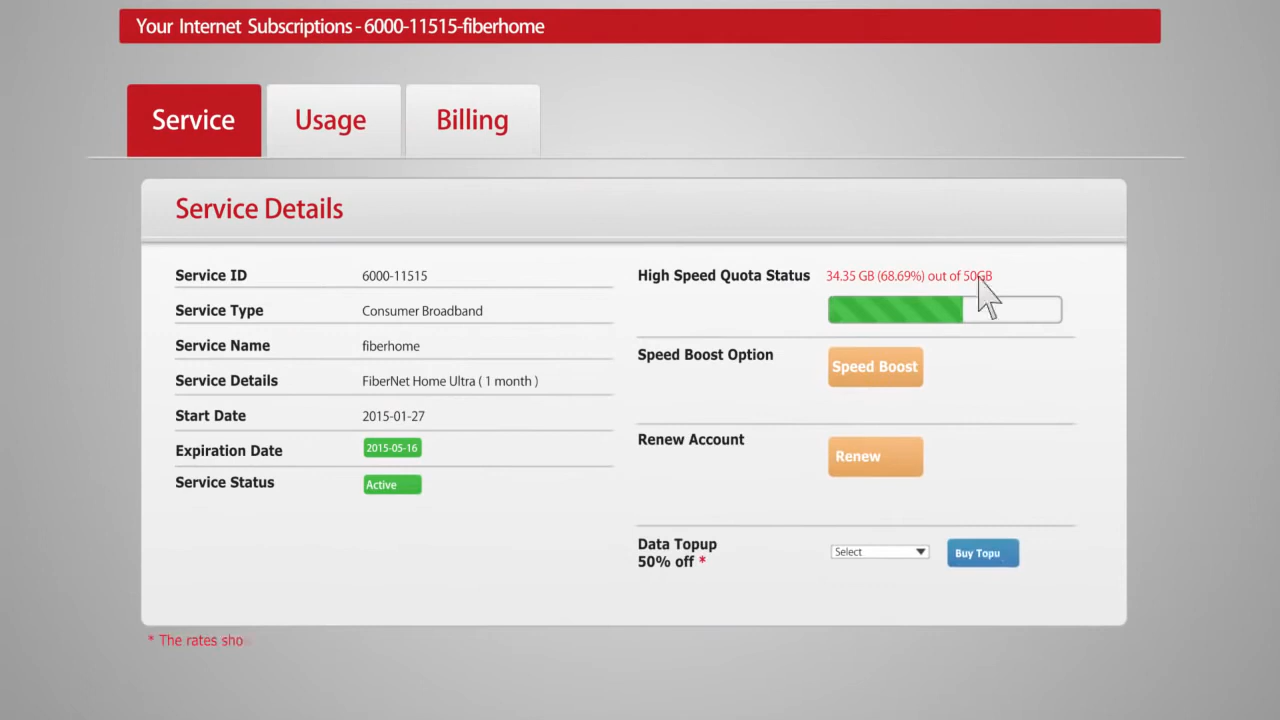 Your Internet Subscriptions - 6000-11515-fiberhome
Service
Usage
Billing
Service Details
Service ID 6000-11515
Service Type Consumer Broadband
Service Name fiberhome
Service Details FiberNet Home Ultra ( 1 month )
Start Date 2015-01-27
Expiration Date 2015-05-16
Service Status Active
High Speed Quota Status 34.35 GB (68.69%) out of 50GB
Speed Boost Option Speed Boost
Renew Account Renew
Data Topup
50% off *
Select
Buy Topu
* The rates sho